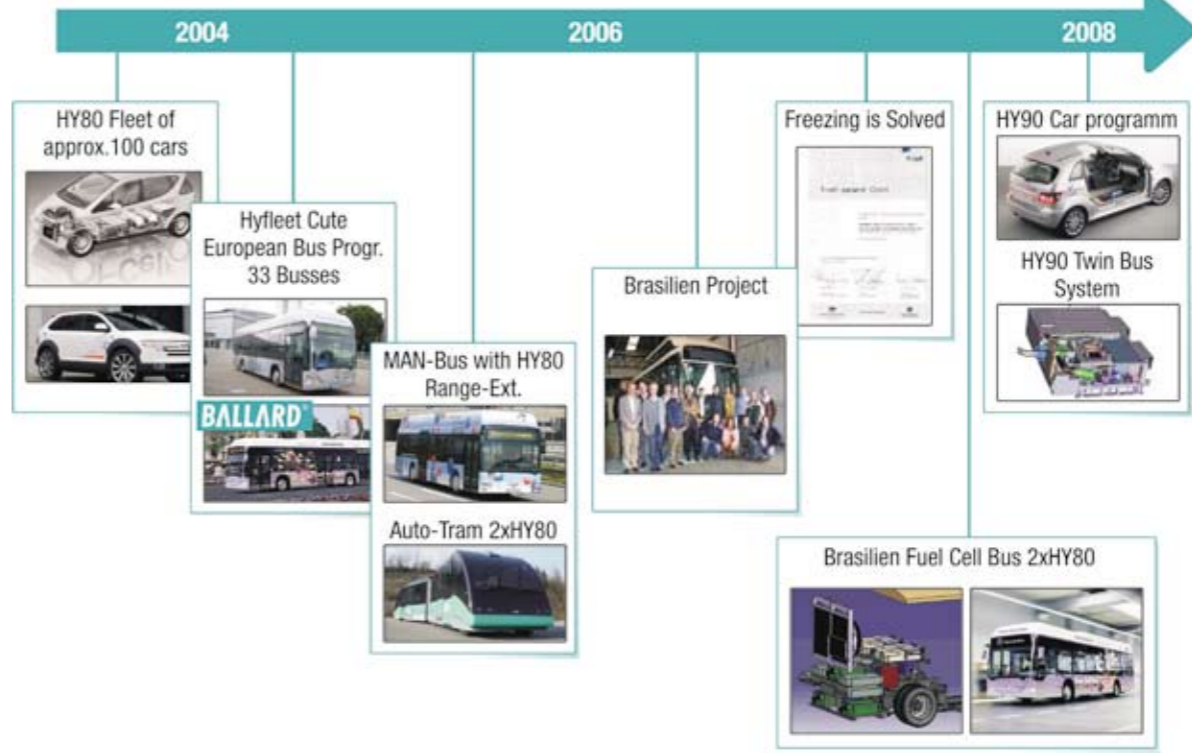 2004
2006
2008
HY80 Fleet of
approx.100 cars
Hyfleet Cute
European Bus Progr.
33 Busses
BALLARD®
MAN-Bus with HY80
Range-Ext.
Auto-Tram 2xHY80
Brasilien Project
Freezing is Solved
HY90 Car programm
HY90 Twin Bus
System
Brasilien Fuel Cell Bus 2xHY80